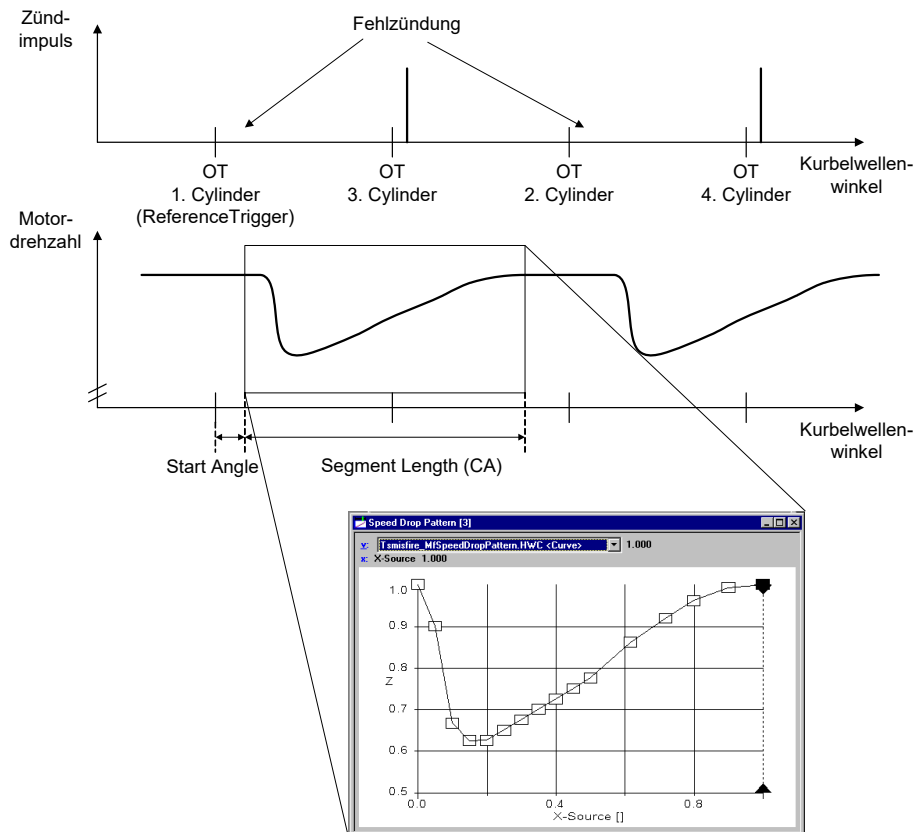 Zünd-
impuls
Fehlzündung
OT
1. Cylinder
(ReferenceTrigger)
OT
3. Cylinder
OT
2. Cylinder
OT
4. Cylinder
Kurbelwellen-
winkel
Motor-
drehzahl
Start Angle
Segment Length (CA)
Kurbelwellen-
winkel
Speed Drop Pattern [3]
y: Tsmisfire_MfSpeedDropPattern.HWC <Curve> 1.000
x: X-Source 1.000
1.0
0.9
0.8
Z
0.7
0.6
0.5
0.0
0.4
0.8
X-Source []